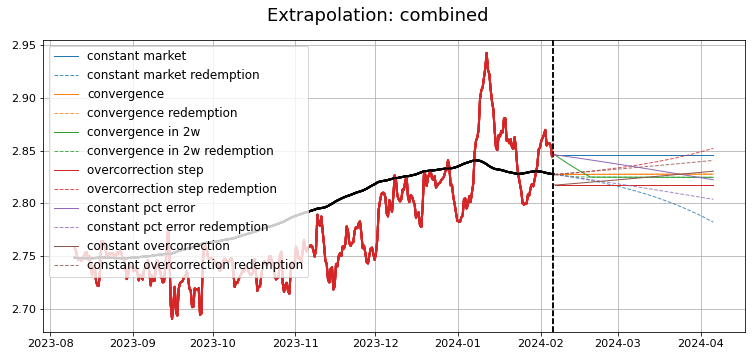 Extrapolation: combined
2.95
2.90
2.85
2.80
2.75
2.70
constant market
constant market redemption
convergence
convergence redemption
convergence in 2w
convergence in 2w redemption
overcorrection step
overcorrection step redemption
constant pct error
constant pct error redemption
constant overcorrection
constant overcorrection redemption
2023-08 2023-09 2023-10 2023-11 2023-12 2024-01 2024-02 2024-03 2024-04